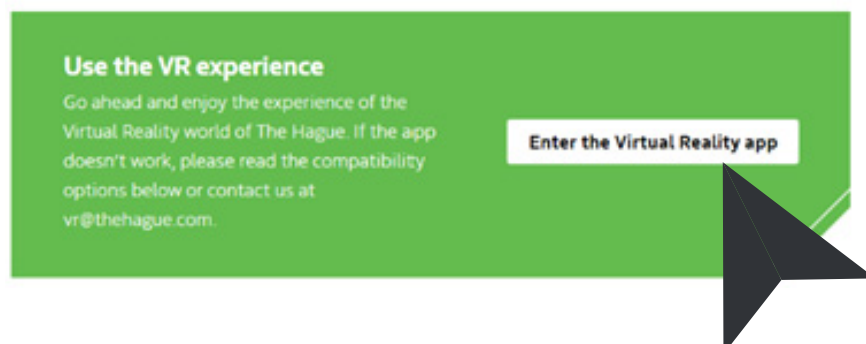 Use the VR experience
Go ahead and enjoy the experience of the
Virtual Reality world of The Hague. If the app
doesn't work, please read the compatibility
options below or contact us at
vr@thehague.com.
Enter the Virtual Reality app